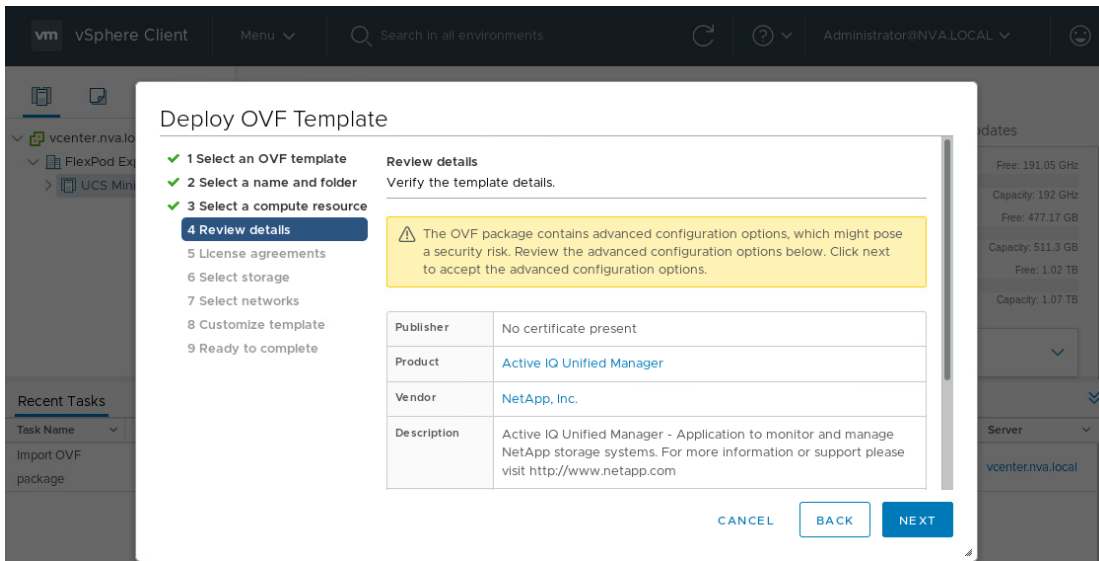 vm vSphere Client Menu Search in all environments Administrator@NVA.LOCAL
vcenter.nva.lo
FlexPod Exp
UCS Mini
Deploy OVF Template
1 Select an OVF template
2 Select a name and folder
3 Select a compute resource
4 Review details
5 License agreements
6 Select storage
7 Select networks
8 Customize template
9 Ready to complete
Review details
Verify the template details.
The OVF package contains advanced configuration options, which might pose
a security risk. Review the advanced configuration options below. Click next
to accept the advanced configuration options.
Publisher No certificate present
Product Active IQ Unified Manager
Vendor NetApp, Inc.
Description Active IQ Unified Manager - Application to monitor and manage
NetApp storage systems. For more information or support please
visit http://www.netapp.com
CANCEL BACK NEXT
dates
Free: 191.05 GHz
Capacity: 192 GHz
Free: 477.17 GB
Capacity: 511.3 GB
Free: 1.02 TB
Capacity: 1.07 TB
Recent Tasks
Task Name Server
Import OVF
package
vcenter.nva.local